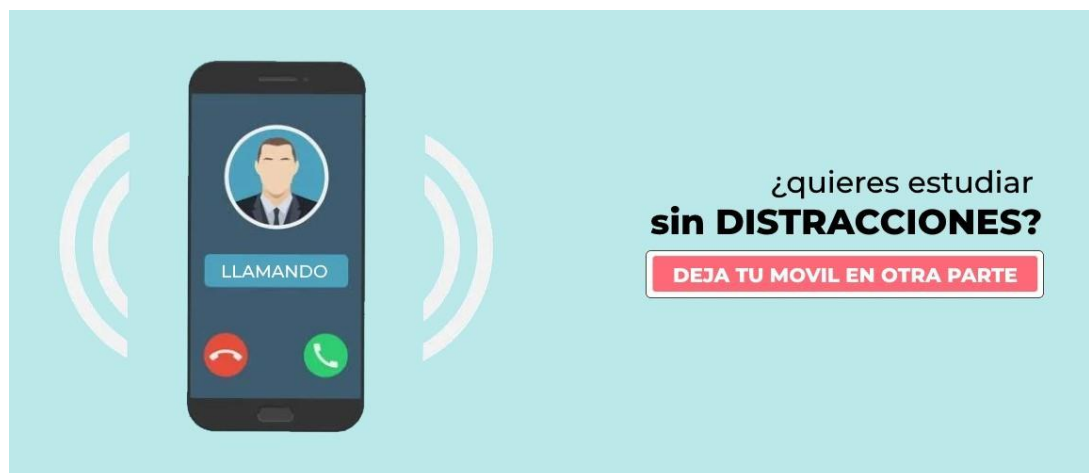 LLAMANDO
¿quieres estudiar
sin DISTRACCIONES?
DEJA TU MOVIL EN OTRA PARTE